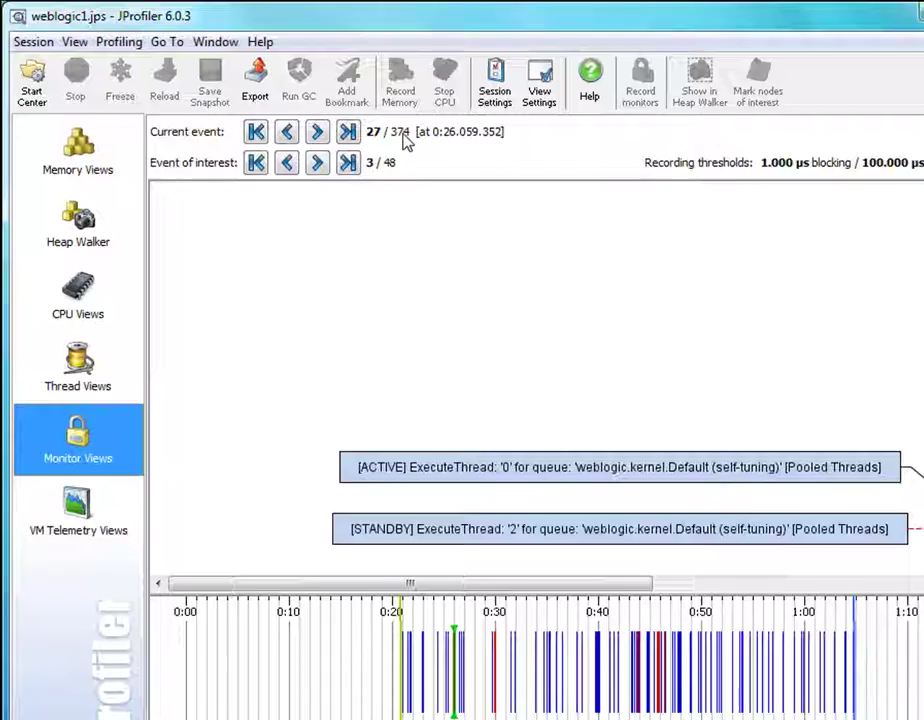 weblogic1.jps - JProfiler 6.0.3
Session View Profiling Go To Window Help
Start Center
Stop
Freeze
Reload
Save Snapshot
Export
Run GC
Add Bookmark
Record Memory
Stop CPU
Session Settings
View Settings
Help
Record monitors
Show in Heap Walker
Mark nodes of interest
Current event: 27 / 374 [at 0:26.059.352]
Event of interest: 3 / 48
Recording thresholds: 1.000 µs blocking / 100.000 µs
Memory Views
Heap Walker
CPU Views
Thread Views
Monitor Views
VM Telemetry Views
[ACTIVE] ExecuteThread: '0' for queue: 'weblogic.kernel.Default (self-tuning)' [Pooled Threads]
[STANDBY] ExecuteThread: '2' for queue: 'weblogic.kernel.Default (self-tuning)' [Pooled Threads]
0:00 0:10 0:20 0:30 0:40 0:50 1:00 1:10
rofiler